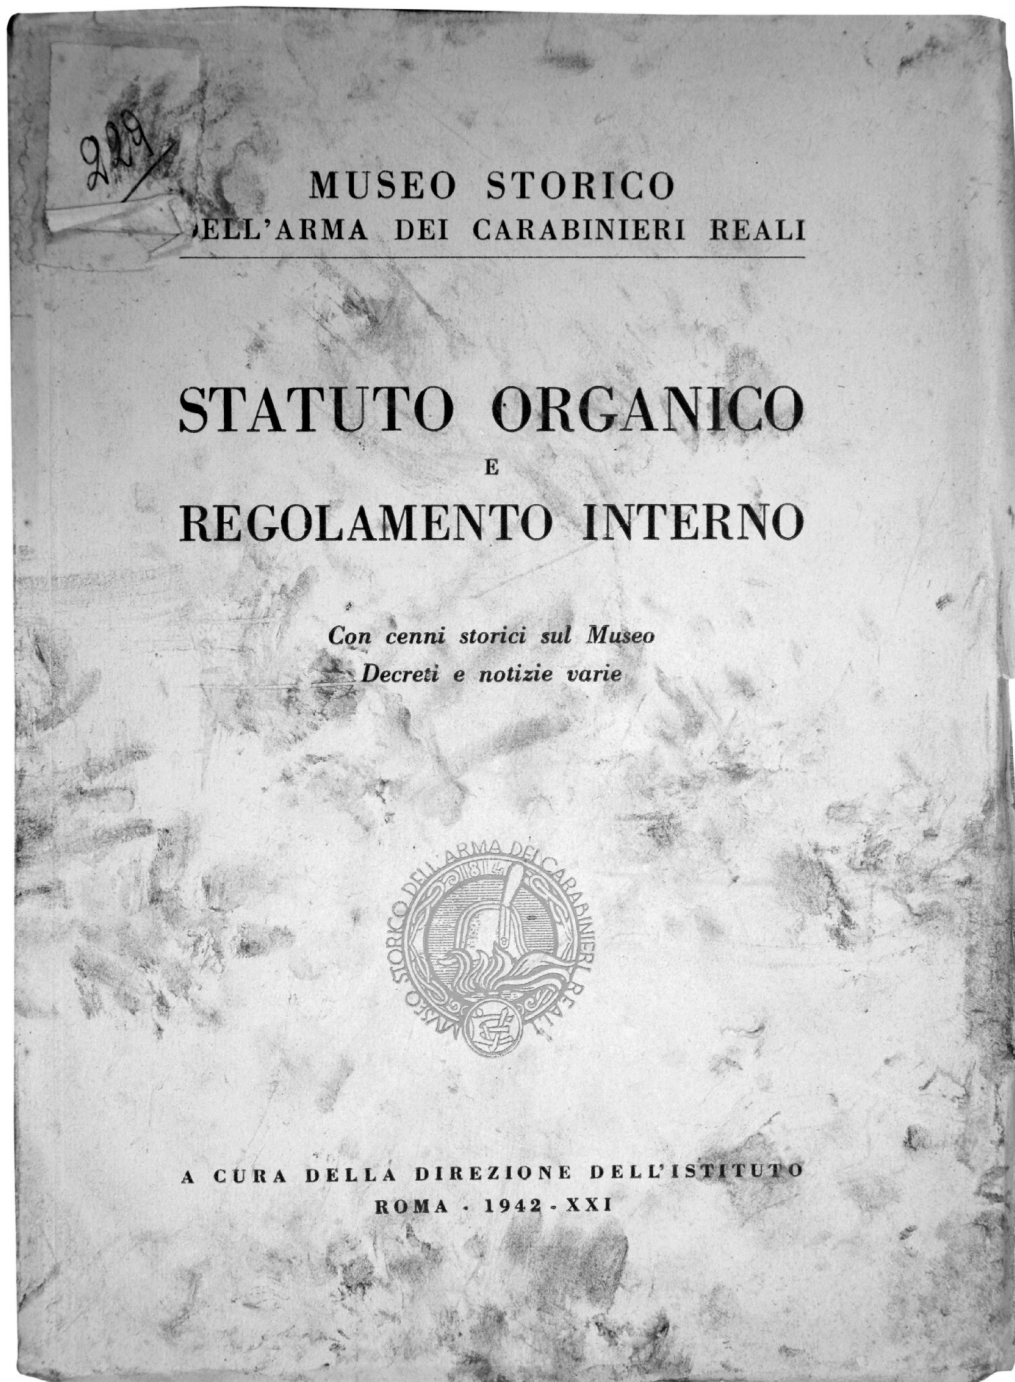 229
MUSEO STORICO
DELL'ARMA DEI CARABINIERI REALI
STATUTO ORGANICO
E
REGOLAMENTO INTERNO
Con cenni storici sul Museo
Decreti e notizie varie
MUSEO STORICO DELL'ARMA DEI CARABINIERI REALI
1814
A CURA DELLA DIREZIONE DELL'ISTITUTO
ROMA - 1942 - XXI